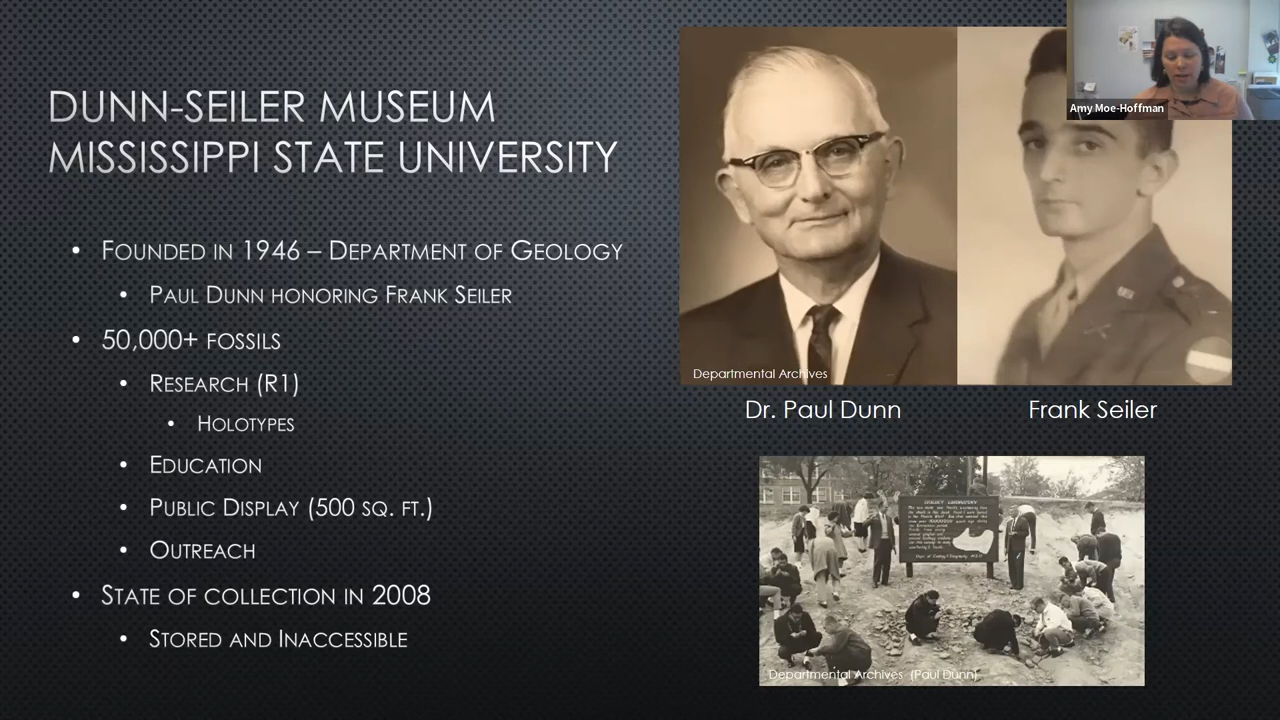 DUNN-SEILER MUSEUM
MISSISSIPPI STATE UNIVERSITY
• FOUNDED IN 1946 – DEPARTMENT OF GEOLOGY
• PAUL DUNN HONORING FRANK SEILER
• 50,000+ FOSSILS
• RESEARCH (R1)
• HOLOTYPES
• EDUCATION
• PUBLIC DISPLAY (500 SQ. FT.)
• OUTREACH
• STATE OF COLLECTION IN 2008
• STORED AND INACCESSIBLE
Amy Moe-Hoffman
Departmental Archives
Dr. Paul Dunn
Frank Seiler
GEOLOGY LABORATORY
Departmental Archives (Paul Dunn)